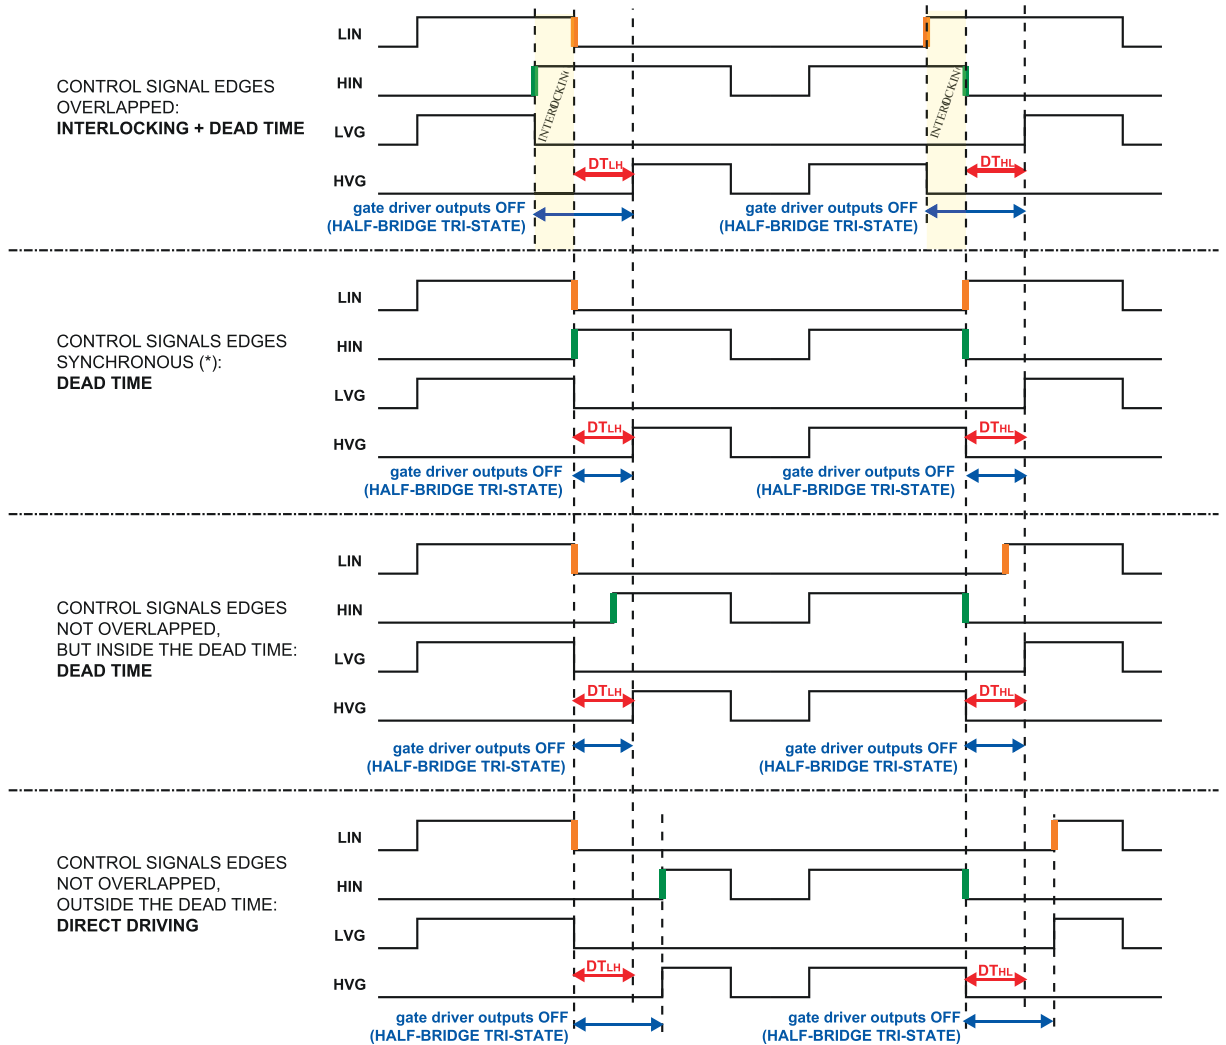 CONTROL SIGNAL EDGES
OVERLAPPED:
INTERLOCKING + DEAD TIME
LIN
HIN
LVG
HVG
INTERLOCKING
INTERLOCKING
DTLH
DTHL
gate driver outputs OFF
(HALF-BRIDGE TRI-STATE)
gate driver outputs OFF
(HALF-BRIDGE TRI-STATE)
CONTROL SIGNALS EDGES
SYNCHRONOUS (*):
DEAD TIME
LIN
HIN
LVG
HVG
DTLH
DTHL
gate driver outputs OFF
(HALF-BRIDGE TRI-STATE)
gate driver outputs OFF
(HALF-BRIDGE TRI-STATE)
CONTROL SIGNALS EDGES
NOT OVERLAPPED,
BUT INSIDE THE DEAD TIME:
DEAD TIME
LIN
HIN
LVG
HVG
DTLH
DTHL
gate driver outputs OFF
(HALF-BRIDGE TRI-STATE)
gate driver outputs OFF
(HALF-BRIDGE TRI-STATE)
CONTROL SIGNALS EDGES
NOT OVERLAPPED,
OUTSIDE THE DEAD TIME:
DIRECT DRIVING
LIN
HIN
LVG
HVG
DTLH
DTHL
gate driver outputs OFF
(HALF-BRIDGE TRI-STATE)
gate driver outputs OFF
(HALF-BRIDGE TRI-STATE)